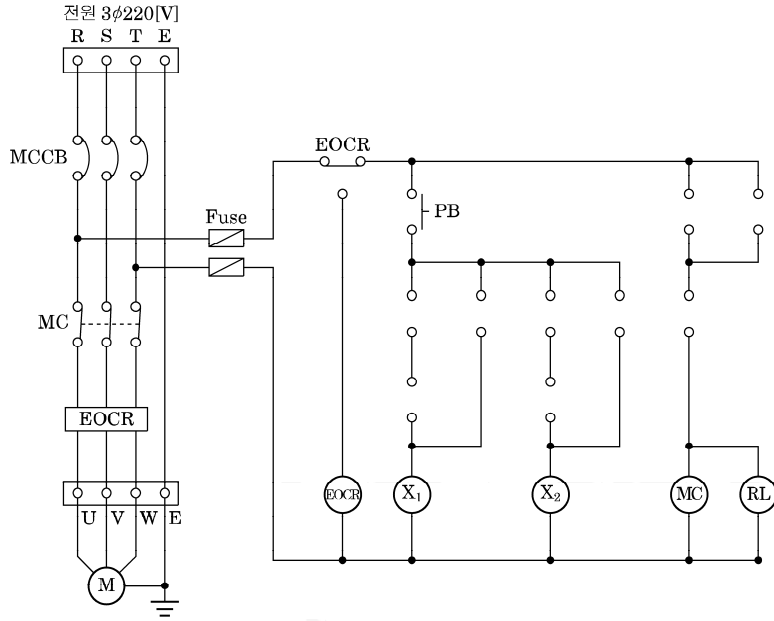 전원 3φ220[V]
R S T E
MCCB
EOCR
Fuse
PB
MC
EOCR
EOCR
X₁
X₂
MC
RL
U V W E
M